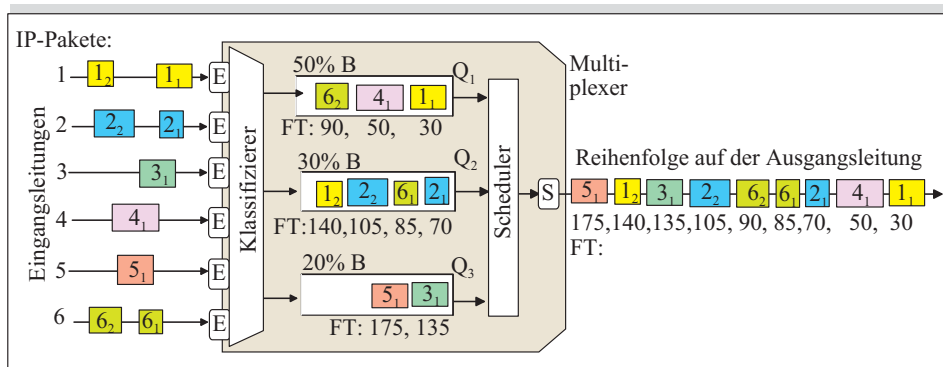 IP-Pakete:
Eingangsleitungen
1 1₂ 1₁ E
2 2₂ 2₁ E
3 3₁ E
4 4₁ E
5 5₁ E
6 6₂ 6₁ E
Klassifizierer
50% B Q₁
6₂ 4₁ 1₁
FT: 90, 50, 30
30% B Q₂
1₂ 2₂ 6₁ 2₁
FT:140,105, 85, 70
20% B Q₃
5₁ 3₁
FT: 175, 135
Scheduler
Multi-
plexer
S
Reihenfolge auf der Ausgangsleitung
5₁ 1₂ 3₁ 2₂ 6₂ 6₁ 2₁ 4₁ 1₁
175,140,135,105, 90, 85,70, 50, 30
FT: